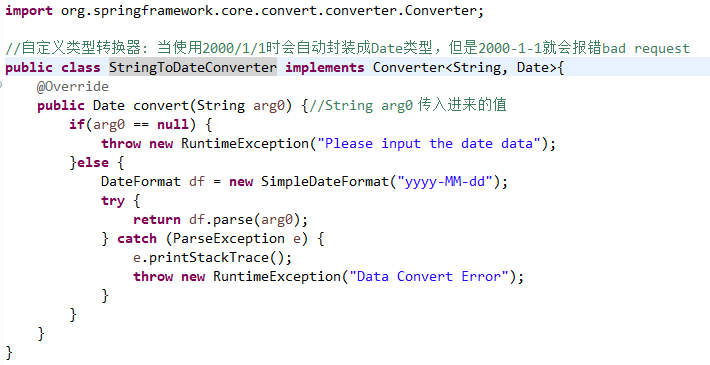 import org.springframework.core.convert.converter.Converter;
//自定义类型转换器：当使用2000/1/1时会自动封装成Date类型，但是2000-1-1就会报错bad request
public class StringToDateConverter implements Converter<String, Date>{
@Override
public Date convert(String arg0) {//String arg0 传入进来的值
if(arg0 == null) {
throw new RuntimeException("Please input the date data");
}else {
DateFormat df = new SimpleDateFormat("yyyy-MM-dd");
try {
return df.parse(arg0);
} catch (ParseException e) {
e.printStackTrace();
throw new RuntimeException("Data Convert Error");
}
}
}
}